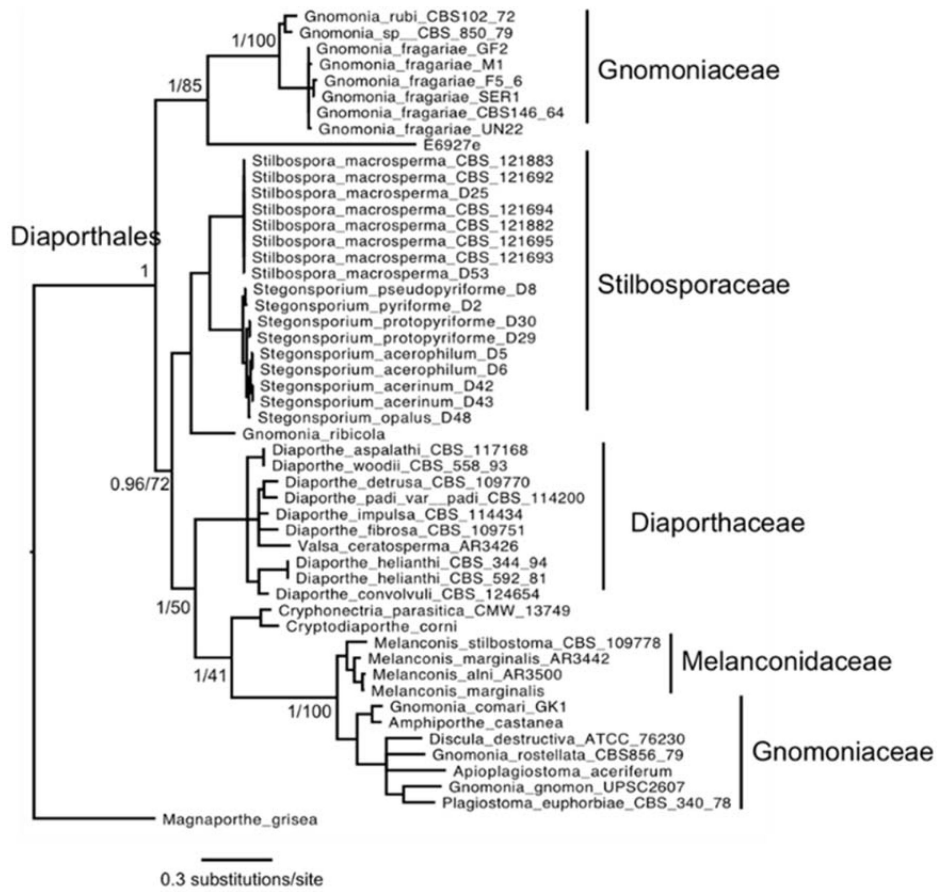 Gnomonia_rubi_CBS102_72
Gnomonia_sp__CBS_850_79
1/100
Gnomonia_fragariae_GF2
Gnomonia_fragariae_M1
Gnomoniaceae
1/85
Gnomonia_fragariae_F5_6
Gnomonia_fragariae_SER1
Gnomonia_fragariae_CBS146_64
Gnomonia_fragariae_UN22
E6927e
Stilbospora_macrosperma_CBS_121883
Stilbospora_macrosperma_CBS_121692
Stilbospora_macrosperma_D25
Stilbospora_macrosperma_CBS_121694
Stilbospora_macrosperma_CBS_121882
Diaporthales
Stilbospora_macrosperma_CBS_121695
Stilbospora_macrosperma_CBS_121693
1
Stilbospora_macrosperma_D53
Stilbosporaceae
Stegonsporium_pseudopyriforme_D8
Stegonsporium_pyriforme_D2
Stegonsporium_protopyriforme_D30
Stegonsporium_protopyriforme_D29
Stegonsporium_acerophilum_D5
Stegonsporium_acerophilum_D6
Stegonsporium_acerinum_D42
Stegonsporium_acerinum_D43
Stegonsporium_opalus_D48
Gnomonia_ribicola
Diaporthe_aspalathi_CBS_117168
Diaporthe_woodii_CBS_558_93
0.96/72
Diaporthe_detrusa_CBS_109770
Diaporthe_padi_var__padi_CBS_114200
Diaporthe_impulsa_CBS_114434
Diaporthaceae
Diaporthe_fibrosa_CBS_109751
Valsa_ceratosperma_AR3426
Diaporthe_helianthi_CBS_344_94
Diaporthe_helianthi_CBS_592_81
Diaporthe_convolvuli_CBS_124654
1/50
Cryphonectria_parasitica_CMW_13749
Cryptodiaporthe_corni
Melanconis_stilbostoma_CBS_109778
Melanconis_marginalis_AR3442
Melanconidaceae
1/41
Melanconis_alni_AR3500
Melanconis_marginalis
1/100
Gnomonia_comari_GK1
Amphiporthe_castanea
Discula_destructiva_ATCC_76230
Gnomonia_rostellata_CBS856_79
Gnomoniaceae
Apioplagiostoma_aceriferum
Gnomonia_gnomon_UPSC2607
Plagiostoma_euphorbiae_CBS_340_78
Magnaporthe_grisea
0.3 substitutions/site